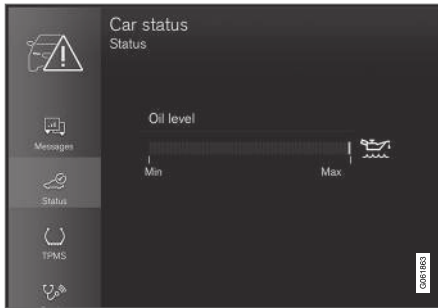 Car status
Status
Oil level
Min Max
Messages
Status
TPMS
G061863